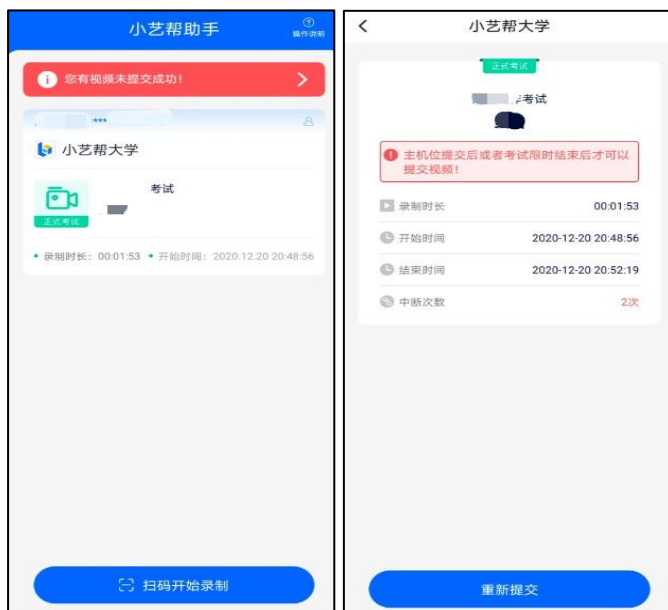 小艺帮助手
操作说明
您有视频未提交成功!
***
小艺帮大学
考试
正式考试
• 录制时长: 00:01:53 • 开始时间: 2020.12.20 20:48:56
扫码开始录制
小艺帮大学
正式考试
考试
主机位提交后或者考试限时结束后才可以
提交视频!
录制时长 00:01:53
开始时间 2020-12-20 20:48:56
结束时间 2020-12-20 20:52:19
中断次数 2次
重新提交